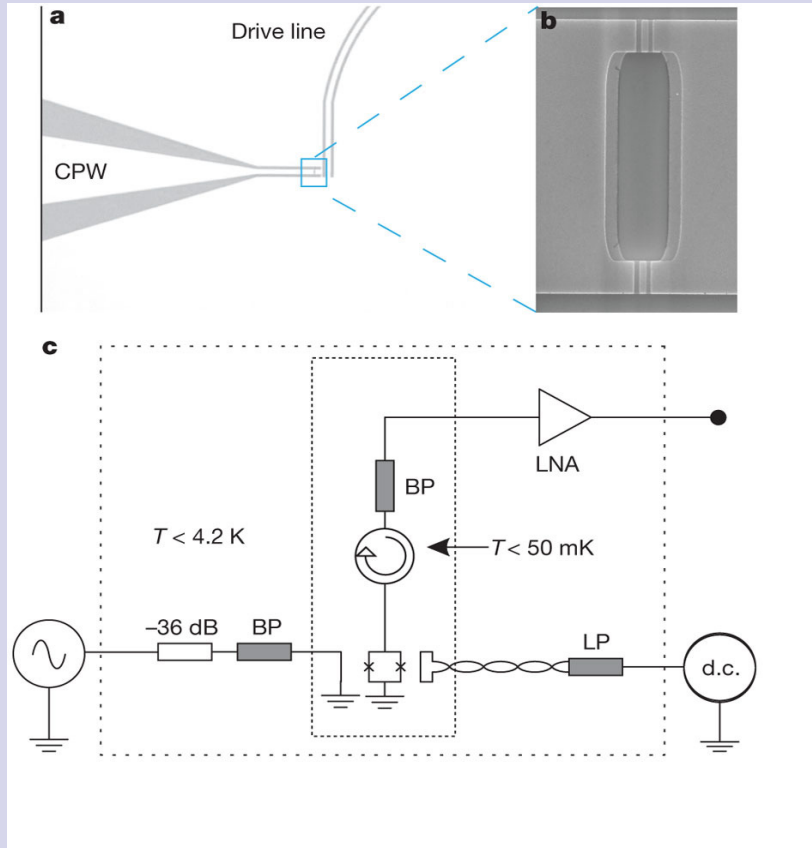 a
Drive line
CPW
b
c
LNA
BP
T < 4.2 K
T < 50 mK
–36 dB
BP
LP
d.c.